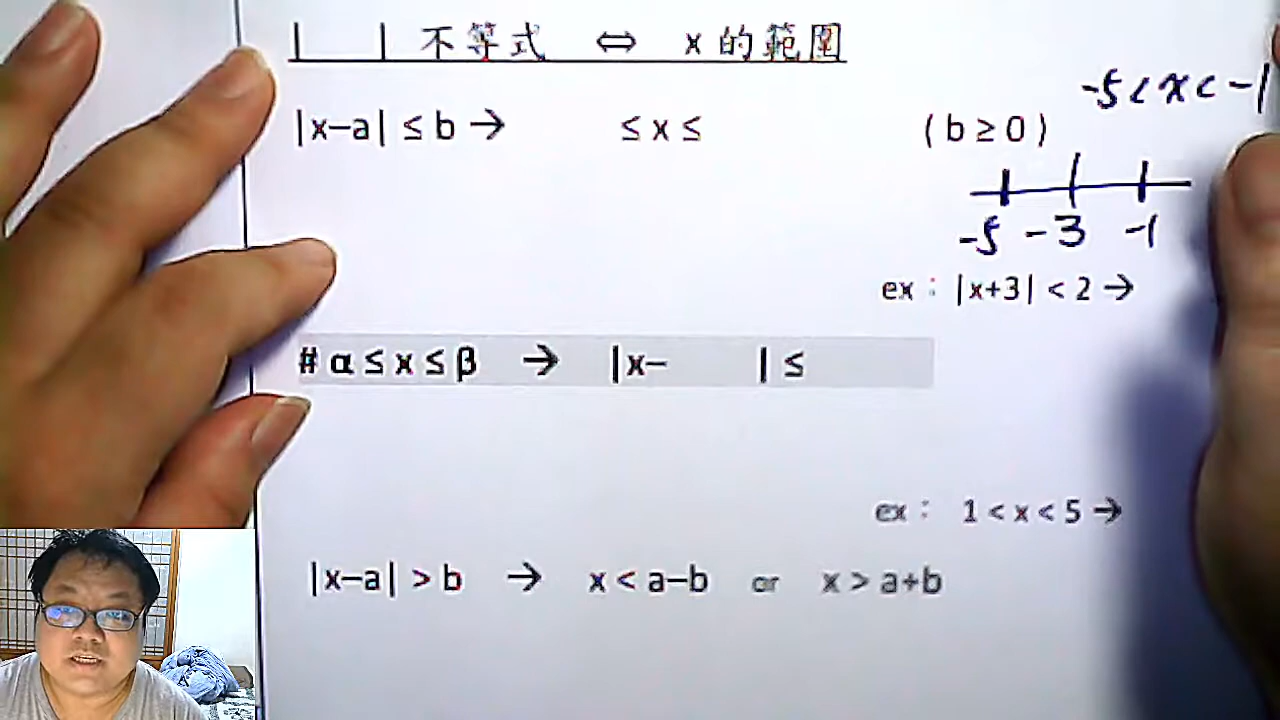 |　| 不等式 ⇔ x 的範圍
-5 < x < -1
|x−a| ≤ b → ≤ x ≤ ( b ≥ 0 )
-5 -3 -1
ex：|x+3| < 2 →
# α ≤ x ≤ β → |x− | ≤
ex： 1 < x < 5 →
|x−a| > b → x < a−b or x > a+b